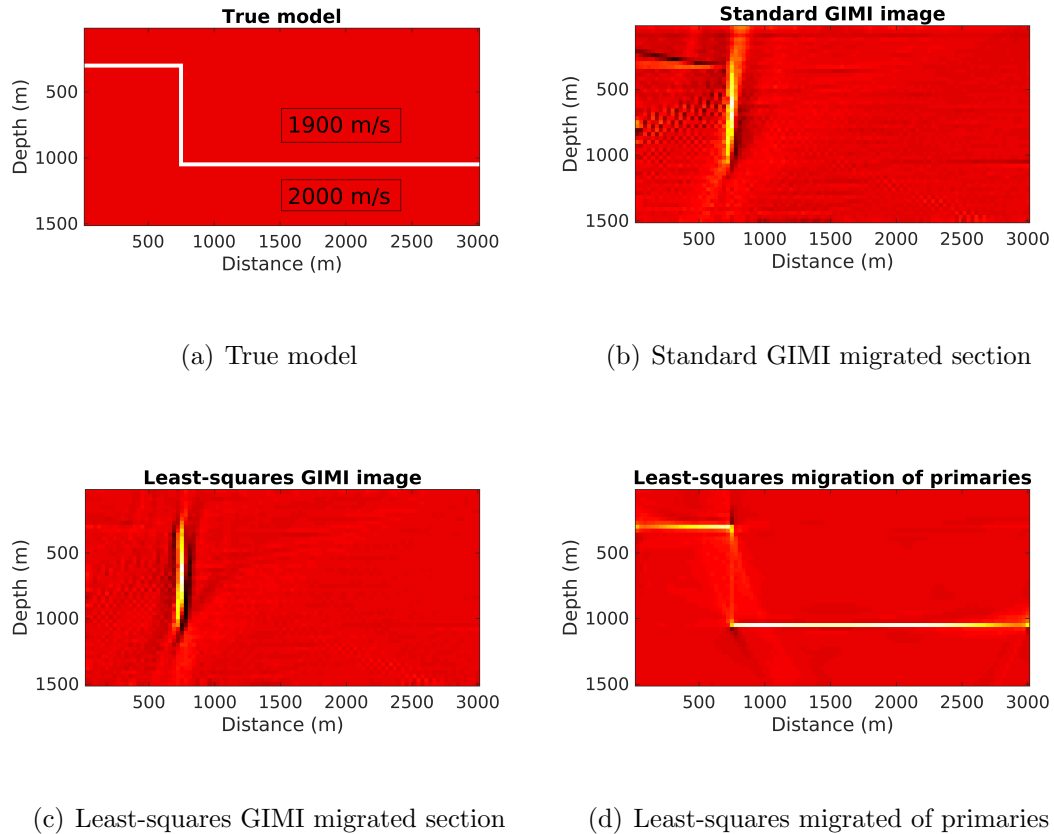 True model
Depth (m)
500
1000
1500
1900 m/s
2000 m/s
500 1000 1500 2000 2500 3000
Distance (m)
(a) True model
Standard GIMI image
Depth (m)
500
1000
1500
500 1000 1500 2000 2500 3000
Distance (m)
(b) Standard GIMI migrated section
Least-squares GIMI image
Depth (m)
500
1000
1500
500 1000 1500 2000 2500 3000
Distance (m)
(c) Least-squares GIMI migrated section
Least-squares migration of primaries
Depth (m)
500
1000
1500
500 1000 1500 2000 2500 3000
Distance (m)
(d) Least-squares migrated of primaries